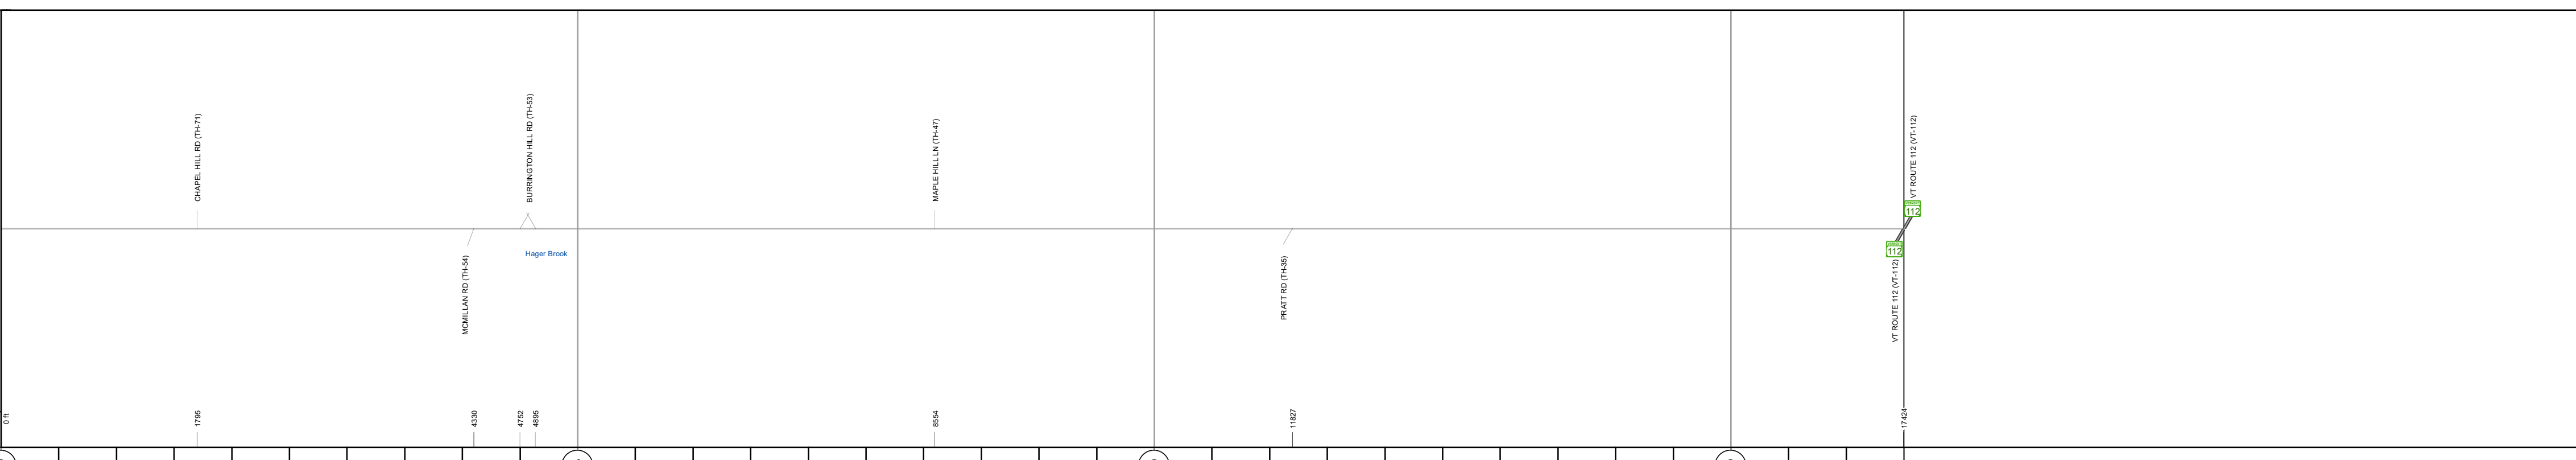 CHAPEL HILL RD (TH-71)
BURRINGTON HILL RD (TH-53)
MAPLE HILL LN (TH-47)
VT ROUTE 112 (VT-112)
112
112
Hager Brook
MCMILLAN RD (TH-54)
PRATT RD (TH-35)
VT ROUTE 112 (VT-112)
0 ft
1795
4330
4752
4895
8554
11827
17424